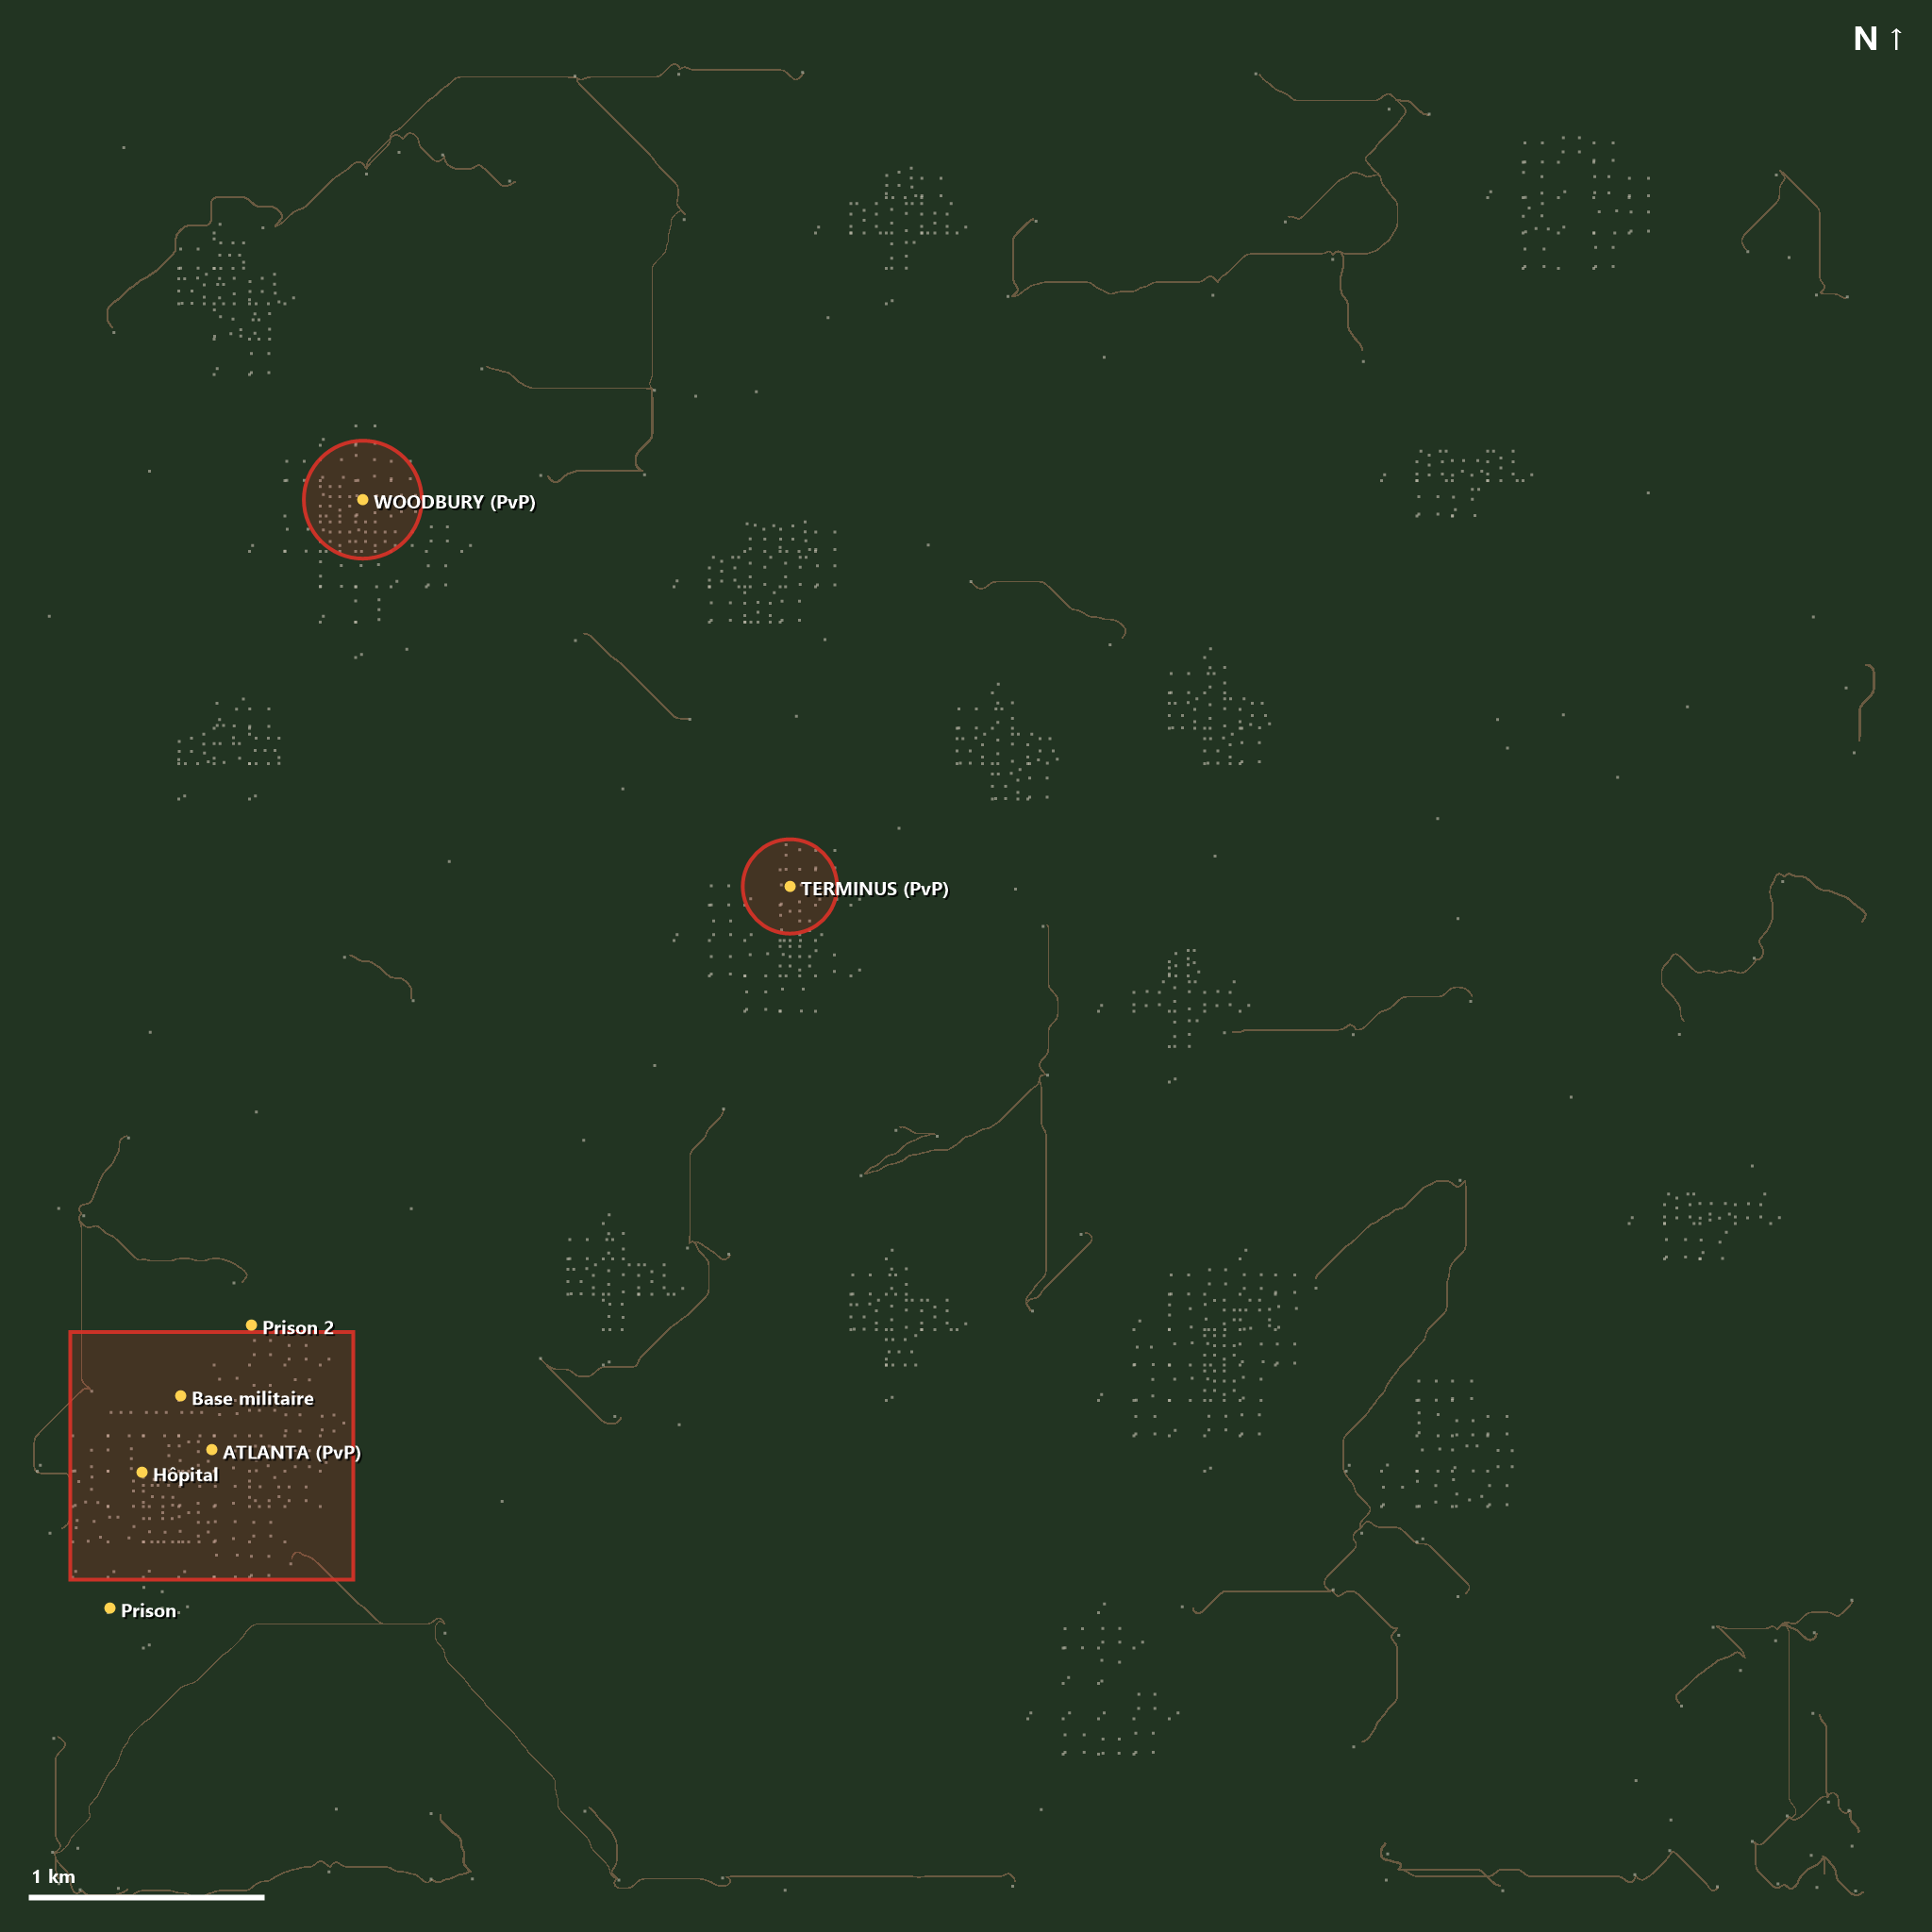 N ↑
WOODBURY (PvP)
TERMINUS (PvP)
Prison 2
Base militaire
ATLANTA (PvP)
Hôpital
Prison
1 km